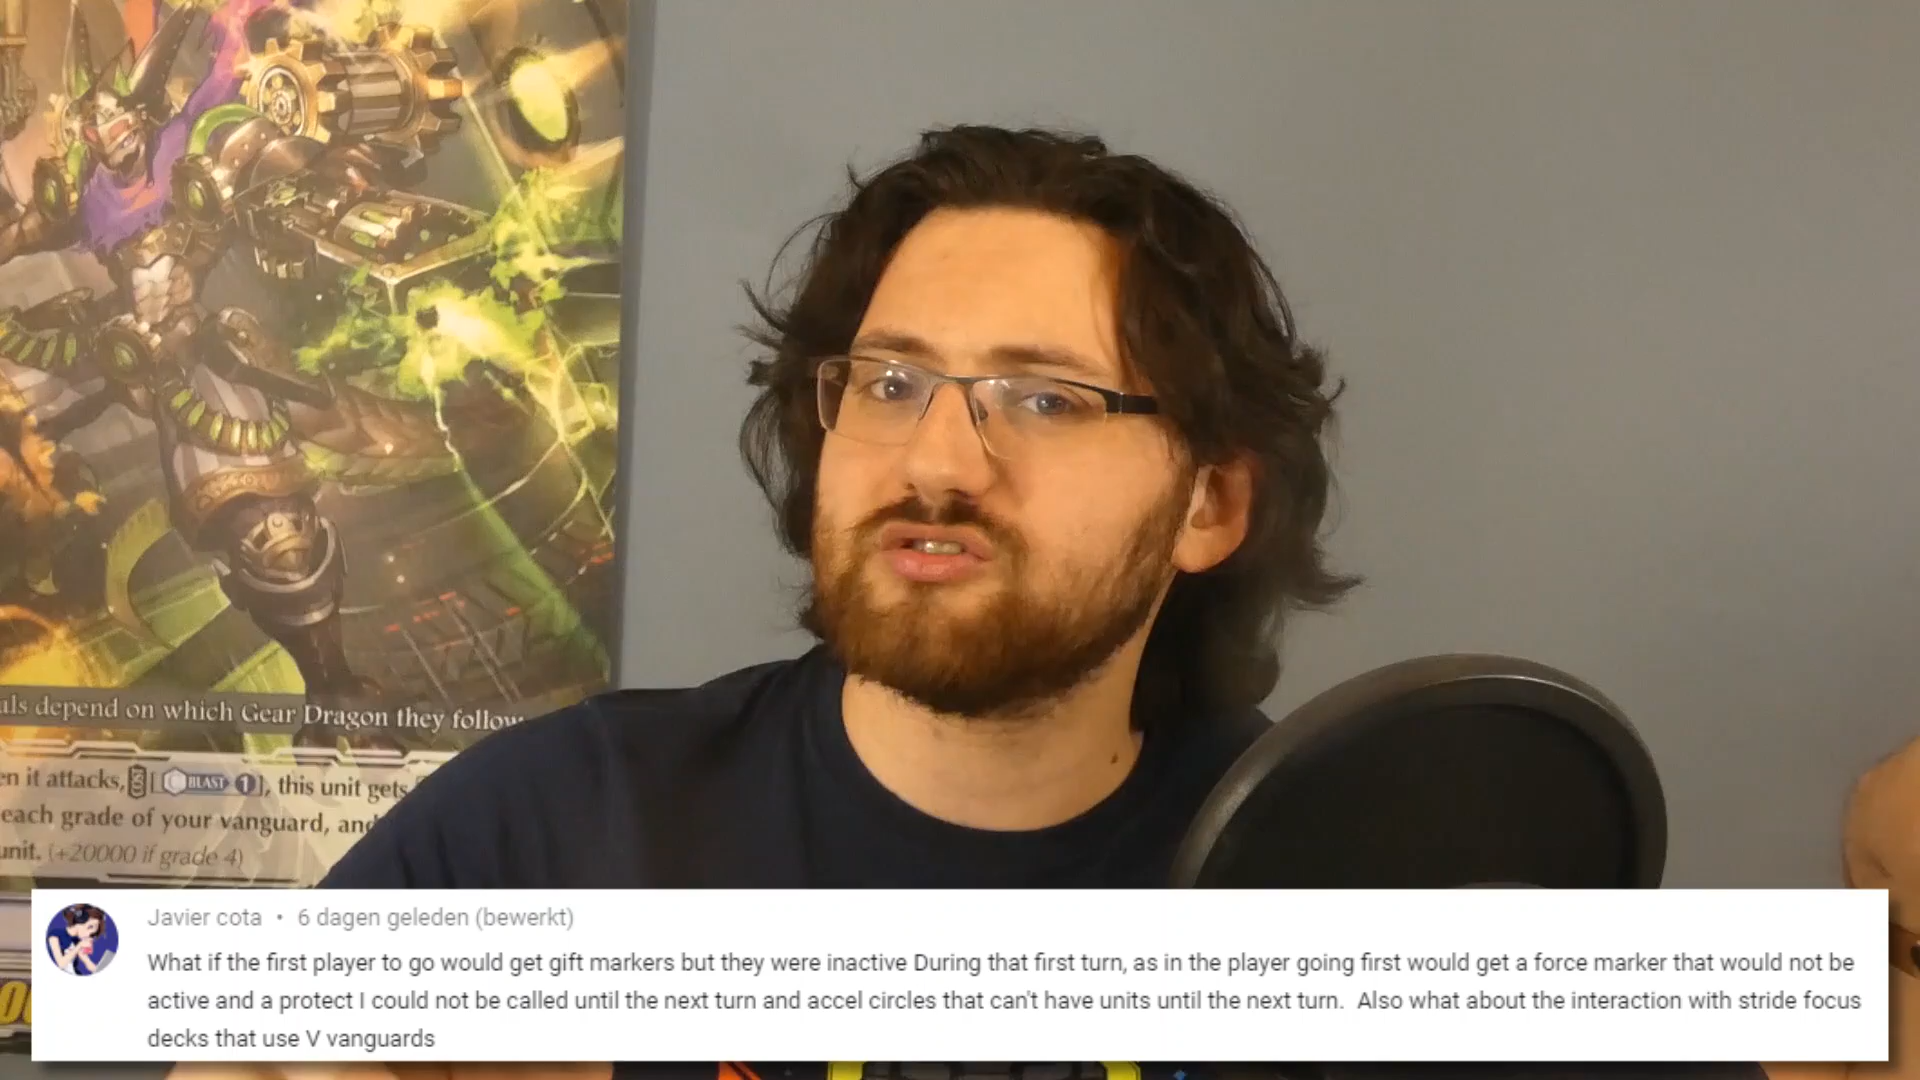 als depend on which Gear Dragon they follow
en it attacks, [ BLAST 1 ], this unit gets
each grade of your vanguard, and
unit. (+20000 if grade 4)
Javier cota • 6 dagen geleden (bewerkt)
What if the first player to go would get gift markers but they were inactive During that first turn, as in the player going first would get a force marker that would not be
active and a protect I could not be called until the next turn and accel circles that can't have units until the next turn. Also what about the interaction with stride focus
decks that use V vanguards